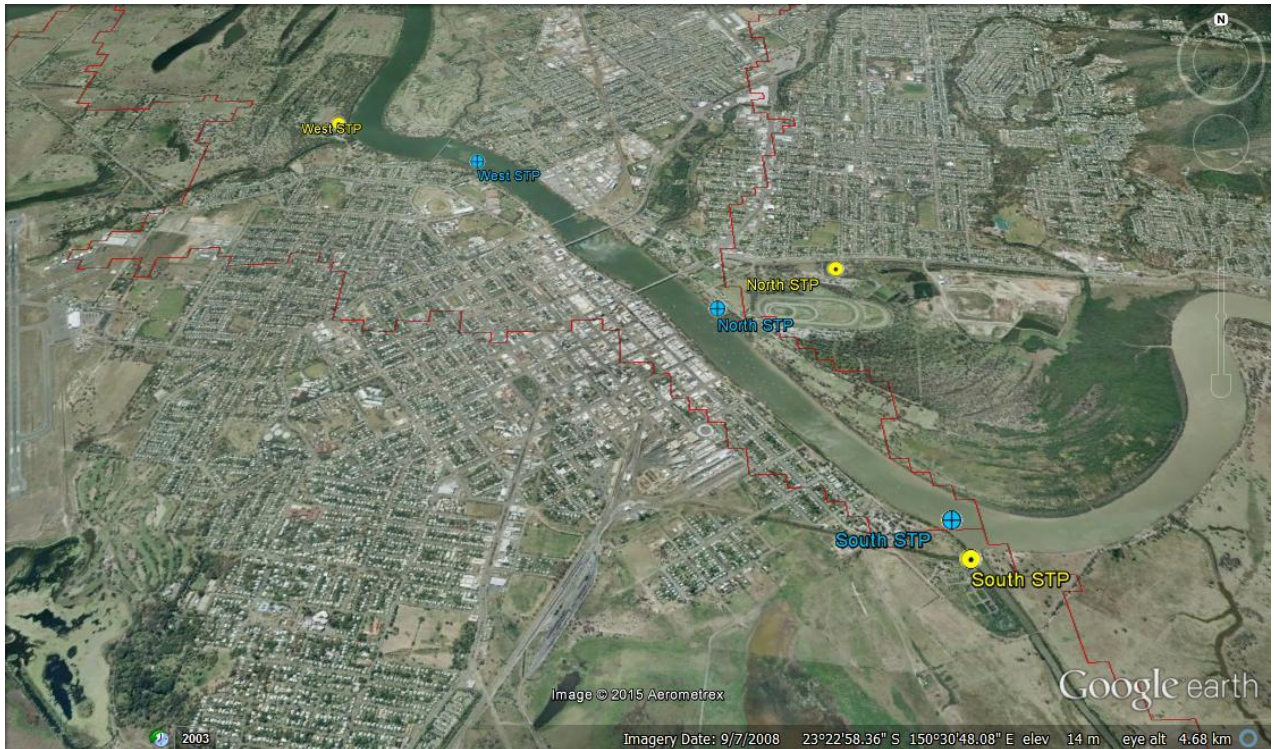 N
West STP
West STP
North STP
North STP
South STP
South STP
Image © 2015 Aerometrex
Google earth
2003
Imagery Date: 9/7/2008 23°22'58.36" S 150°30'48.08" E elev 14 m eye alt 4.68 km